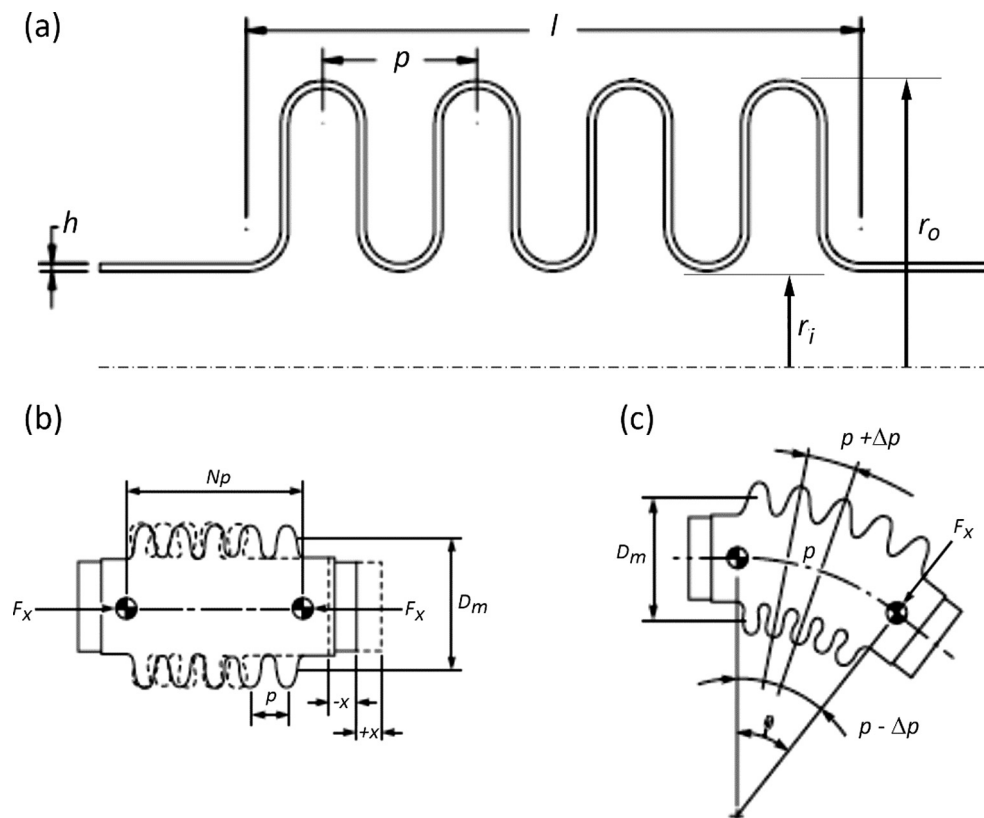 (a)
l
p
h
r_o
r_i
(b)
Np
F_x
F_x
D_m
p
-x
+x
(c)
p +Δp
F_x
D_m
p
p - Δp